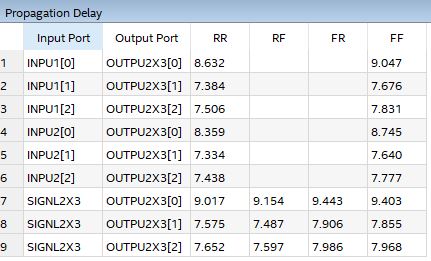 Propagation Delay
Input Port Output Port RR RF FR FF
1 INPU1[0] OUTPU2X3[0] 8.632 9.047
2 INPU1[1] OUTPU2X3[1] 7.384 7.676
3 INPU1[2] OUTPU2X3[2] 7.506 7.831
4 INPU2[0] OUTPU2X3[0] 8.359 8.745
5 INPU2[1] OUTPU2X3[1] 7.334 7.640
6 INPU2[2] OUTPU2X3[2] 7.438 7.777
7 SIGNL2X3 OUTPU2X3[0] 9.017 9.154 9.443 9.403
8 SIGNL2X3 OUTPU2X3[1] 7.575 7.487 7.906 7.855
9 SIGNL2X3 OUTPU2X3[2] 7.652 7.597 7.986 7.968